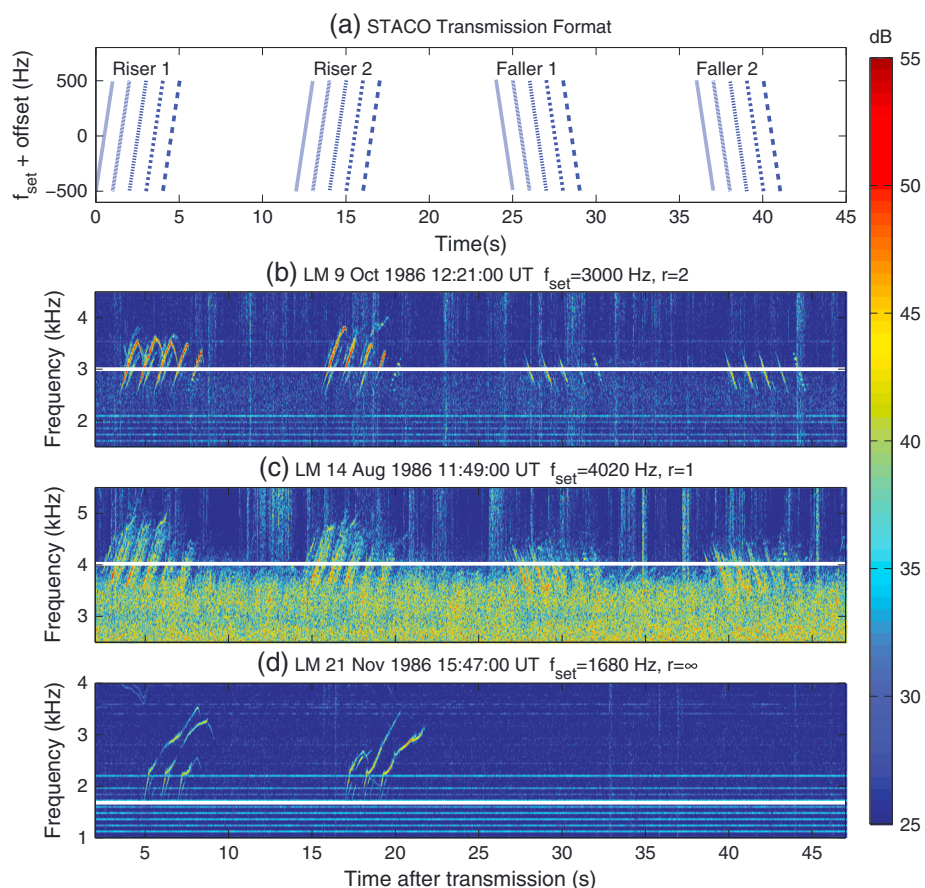 (a) STACO Transmission Format
dB
Riser 1 Riser 2 Faller 1 Faller 2
f_set + offset (Hz)
500
0
−500
0 5 10 15 20 25 30 35 40 45
Time(s)
55
50
45
40
35
30
25
(b) LM 9 Oct 1986 12:21:00 UT f_set=3000 Hz, r=2
Frequency (kHz)
4
3
2
(c) LM 14 Aug 1986 11:49:00 UT f_set=4020 Hz, r=1
Frequency (kHz)
5
4
3
(d) LM 21 Nov 1986 15:47:00 UT f_set=1680 Hz, r=∞
Frequency (kHz)
4
3
2
1
5 10 15 20 25 30 35 40 45
Time after transmission (s)